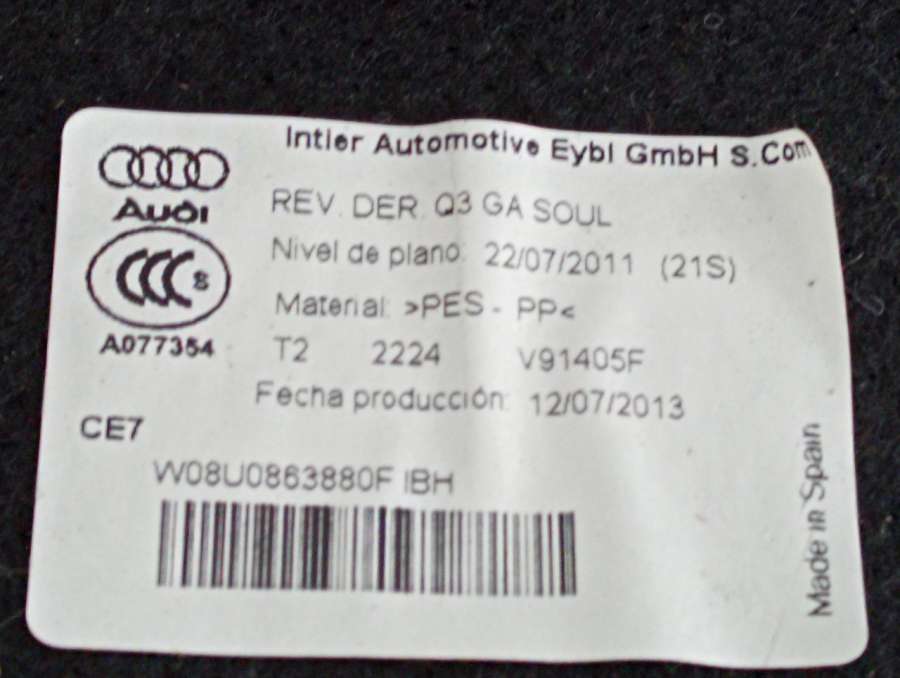 Intier Automotive Eybl GmbH S.Com
Audi
REV. DER. Q3 GA SOUL
Nivel de plano: 22/07/2011 (21S)
CCC S
Material: >PES - PP<
A077354
T2 2224 V91405F
Fecha producción: 12/07/2013
CE7
W08U0863880F IBH
Made in Spain